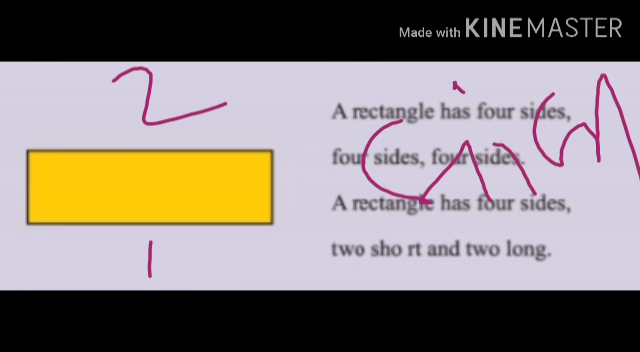 Made with KINEMASTER
2
A rectangle has four sides,
four sides, four sides.
A rectangle has four sides,
two sho rt and two long.
1